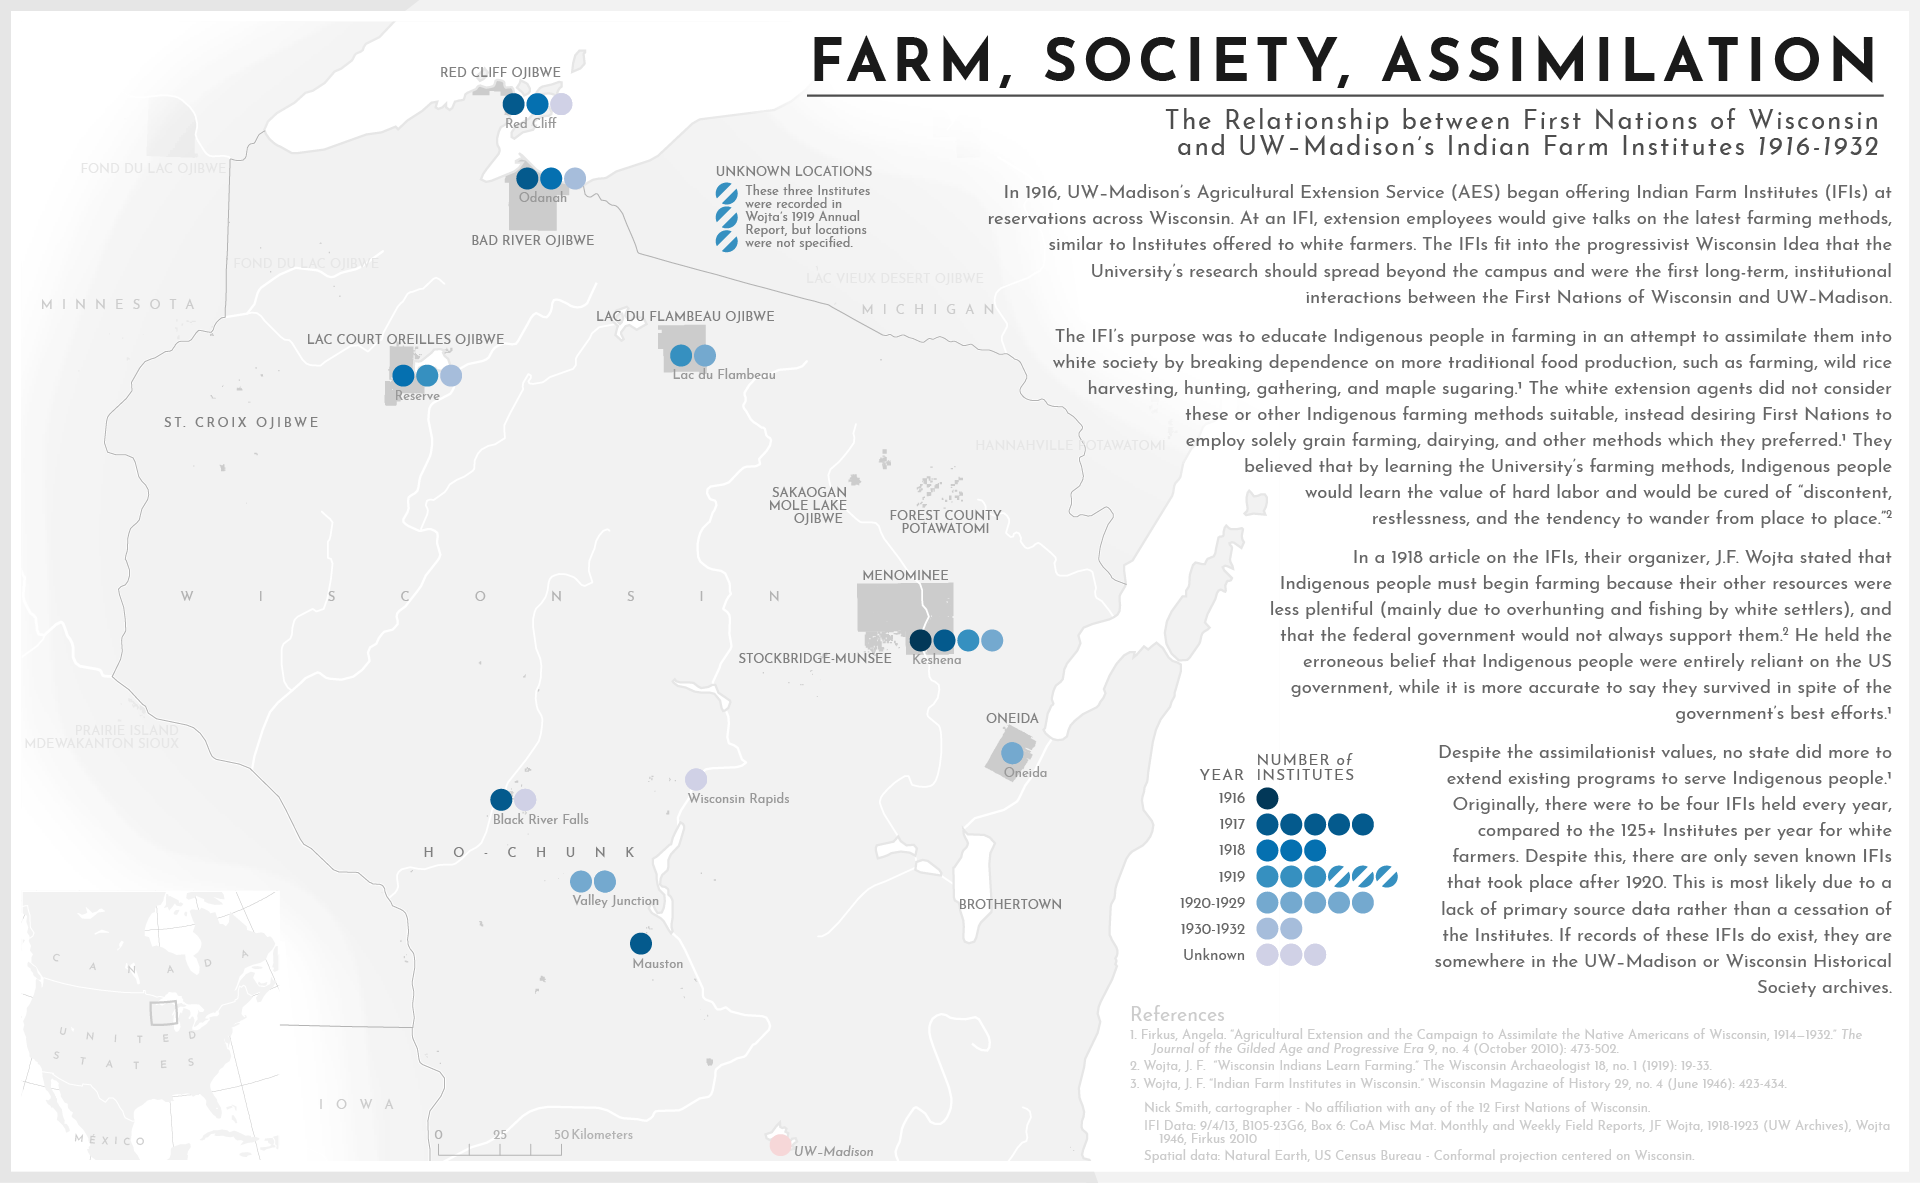 FARM, SOCIETY, ASSIMILATION
The Relationship between First Nations of Wisconsin
and UW–Madison's Indian Farm Institutes 1916-1932
In 1916, UW–Madison's Agricultural Extension Service (AES) began offering Indian Farm Institutes (IFIs) at
reservations across Wisconsin. At an IFI, extension employees would give talks on the latest farming methods,
similar to Institutes offered to white farmers. The IFIs fit into the progressivist Wisconsin Idea that the
University's research should spread beyond the campus and were the first long-term, institutional
interactions between the First Nations of Wisconsin and UW–Madison.
The IFI's purpose was to educate Indigenous people in farming in an attempt to assimilate them into
white society by breaking dependence on more traditional food production, such as farming, wild rice
harvesting, hunting, gathering, and maple sugaring.¹ The white extension agents did not consider
these or other Indigenous farming methods suitable, instead desiring First Nations to
employ solely grain farming, dairying, and other methods which they preferred.¹ They
believed that by learning the University's farming methods, Indigenous people
would learn the value of hard labor and would be cured of "discontent,
restlessness, and the tendency to wander from place to place."²
In a 1918 article on the IFIs, their organizer, J.F. Wojta stated that
Indigenous people must begin farming because their other resources were
less plentiful (mainly due to overhunting and fishing by white settlers), and
that the federal government would not always support them.² He held the
erroneous belief that Indigenous people were entirely reliant on the US
government, while it is more accurate to say they survived in spite of the
government's best efforts.¹
Despite the assimilationist values, no state did more to
extend existing programs to serve Indigenous people.¹
Originally, there were to be four IFIs held every year,
compared to the 125+ Institutes per year for white
farmers. Despite this, there are only seven known IFIs
that took place after 1920. This is most likely due to a
lack of primary source data rather than a cessation of
the Institutes. If records of these IFIs do exist, they are
somewhere in the UW–Madison or Wisconsin Historical
Society archives.
YEAR
NUMBER of
INSTITUTES
1916
1917
1918
1919
1920-1929
1930-1932
Unknown
References
1. Firkus, Angela. "Agricultural Extension and the Campaign to Assimilate the Native Americans of Wisconsin, 1914–1932." The
Journal of the Gilded Age and Progressive Era 9, no. 4 (October 2010): 473-502.
2. Wojta, J. F. "Wisconsin Indians Learn Farming." The Wisconsin Archaeologist 18, no. 1 (1919): 19-33.
3. Wojta, J. F. "Indian Farm Institutes in Wisconsin." Wisconsin Magazine of History 29, no. 4 (June 1946): 423-434.
Nick Smith, cartographer - No affiliation with any of the 12 First Nations of Wisconsin.
IFI Data: 9/4/13, B105-23G6, Box 6: CoA Misc Mat. Monthly and Weekly Field Reports, JF Wojta, 1918-1923 (UW Archives), Wojta
1946, Firkus 2010
Spatial data: Natural Earth, US Census Bureau - Conformal projection centered on Wisconsin.
RED CLIFF OJIBWE
Red Cliff
FOND DU LAC OJIBWE
Odanah
BAD RIVER OJIBWE
UNKNOWN LOCATIONS
These three Institutes
were recorded in
Wojta's 1919 Annual
Report, but locations
were not specified.
FOND DU LAC OJIBWE
LAC VIEUX DESERT OJIBWE
MINNESOTA
MICHIGAN
LAC DU FLAMBEAU OJIBWE
Lac du Flambeau
LAC COURT OREILLES OJIBWE
Reserve
ST. CROIX OJIBWE
HANNAHVILLE POTAWATOMI
SAKAOGAN
MOLE LAKE
OJIBWE
FOREST COUNTY
POTAWATOMI
MENOMINEE
WISCONSIN
STOCKBRIDGE-MUNSEE
Keshena
ONEIDA
Oneida
PRAIRIE ISLAND
MDEWAKANTON SIOUX
Wisconsin Rapids
Black River Falls
HO-CHUNK
Valley Junction
BROTHERTOWN
Mauston
IOWA
0 25 50 Kilometers
UW–Madison
CANADA
UNITED
STATES
MÉXICO